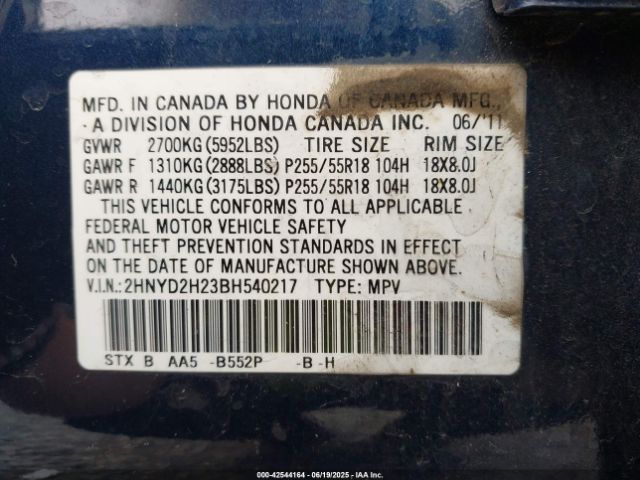 MFD. IN CANADA BY HONDA OF CANADA MFG.,
A DIVISION OF HONDA CANADA INC. 06/'11
GVWR 2700KG(5952LBS) TIRE SIZE RIM SIZE
GAWR F 1310KG(2888LBS) P255/55R18 104H 18X8.0J
GAWR R 1440KG(3175LBS) P255/55R18 104H 18X8.0J
THIS VEHICLE CONFORMS TO ALL APPLICABLE
FEDERAL MOTOR VEHICLE SAFETY
AND THEFT PREVENTION STANDARDS IN EFFECT
ON THE DATE OF MANUFACTURE SHOWN ABOVE.
V.I.N.:2HNYD2H23BH540217 TYPE: MPV
STX B AA5 -B552P -B -H
000-42544164 - 06/19/2025 - IAA Inc.